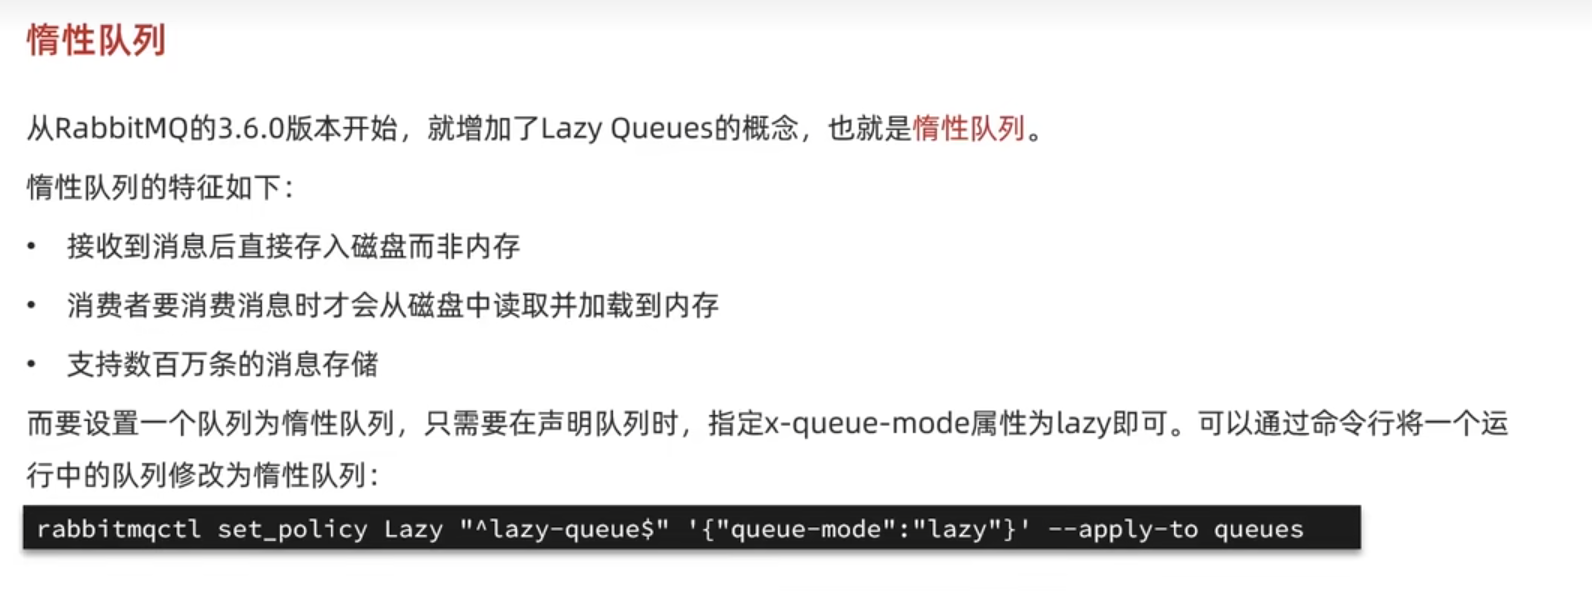 惰性队列
从RabbitMQ的3.6.0版本开始，就增加了Lazy Queues的概念，也就是惰性队列。
惰性队列的特征如下：
• 接收到消息后直接存入磁盘而非内存
• 消费者要消费消息时才会从磁盘中读取并加载到内存
• 支持数百万条的消息存储
而要设置一个队列为惰性队列，只需要在声明队列时，指定x-queue-mode属性为lazy即可。可以通过命令行将一个运
行中的队列修改为惰性队列：
rabbitmqctl set_policy Lazy "^lazy-queue$" '{"queue-mode":"lazy"}' --apply-to queues